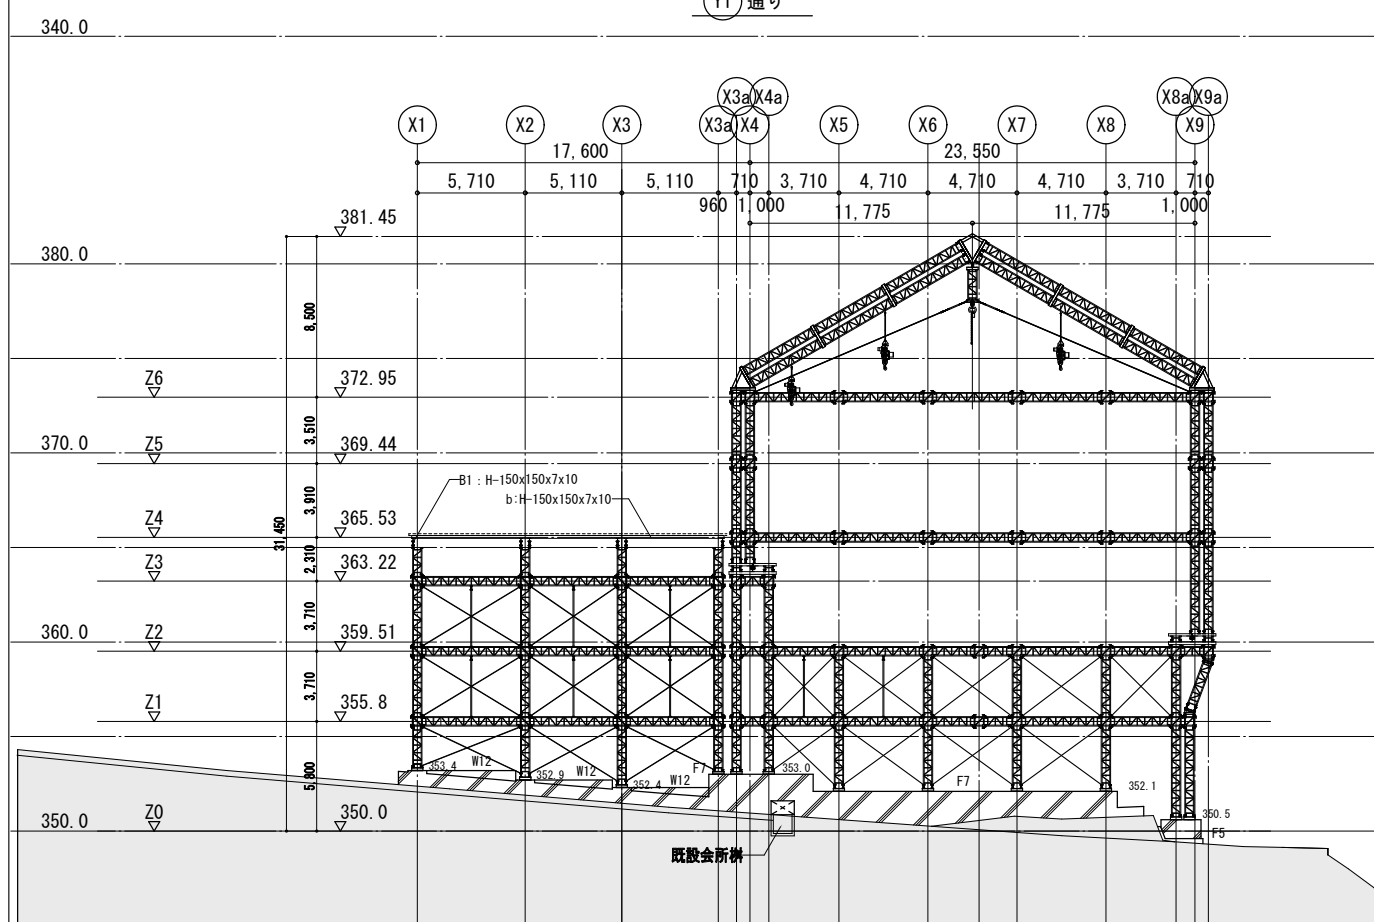 Y1 通り
340.0
X3a X4a X8a X9a
X1 X2 X3 X3a X4 X5 X6 X7 X8 X9
17,600 23,550
5,710 5,110 5,110 710 3,710 4,710 4,710 4,710 3,710 710
960 1,000 11,775 11,775 1,000
381.45
380.0
8,500
Z6 372.95
3,510
370.0 Z5 369.44
B1 : H-150x150x7x10
b:H-150x150x7x10
3,910
Z4 365.53
31,450
2,310
Z3 363.22
3,710
360.0 Z2 359.51
3,710
Z1 355.8
353.4 W12 352.9 W12 352.4 W12 F7 353.0 F7 352.1
5,800
350.0 Z0 350.0 350.5
F5
既設会所桝